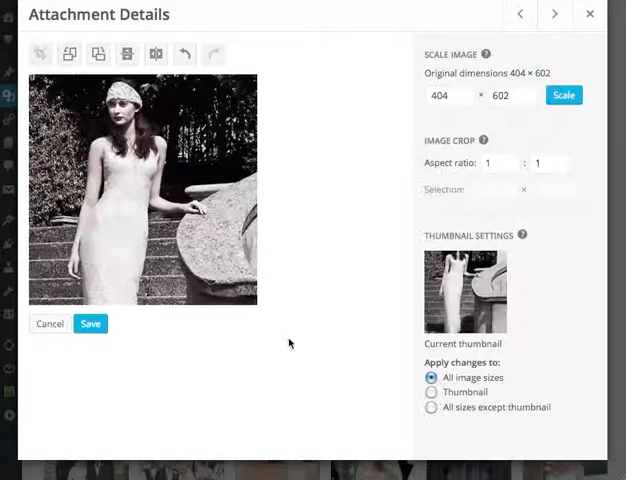 Attachment Details
SCALE IMAGE
Original dimensions 404 × 602
404 × 602 Scale
IMAGE CROP
Aspect ratio: 1 : 1
Selection: ×
THUMBNAIL SETTINGS
Current thumbnail
Apply changes to:
All image sizes
Thumbnail
All sizes except thumbnail
Cancel Save